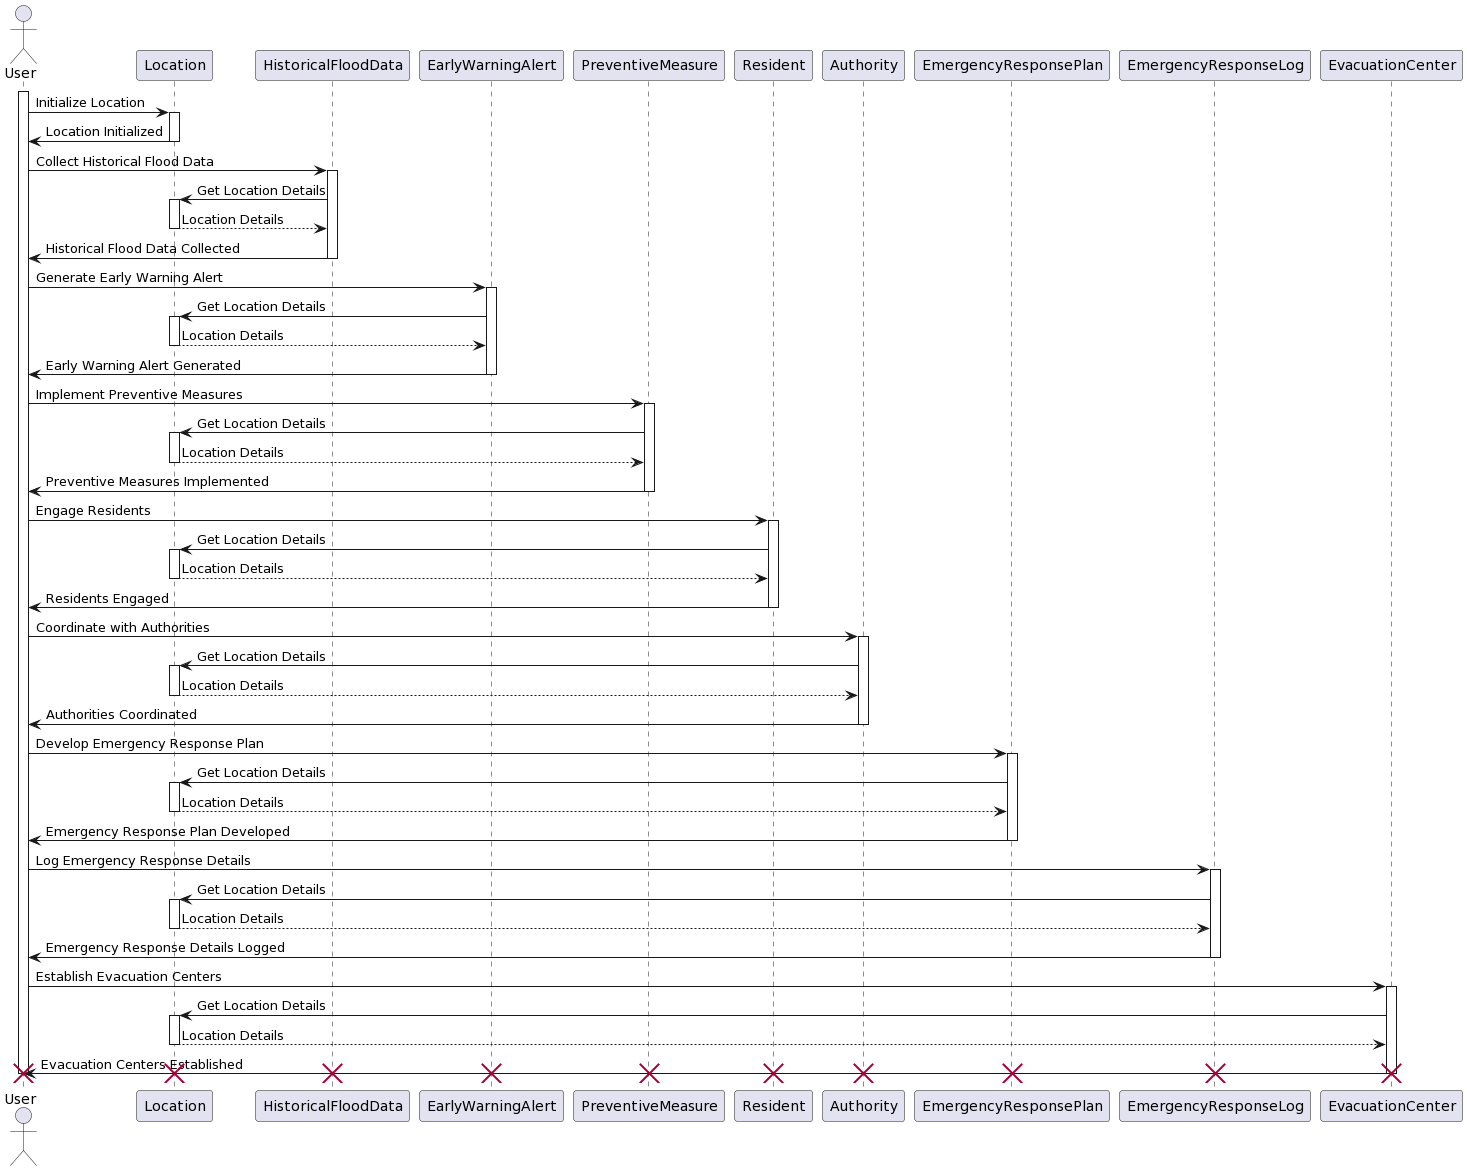 User
Location HistoricalFloodData EarlyWarningAlert PreventiveMeasure Resident Authority EmergencyResponsePlan EmergencyResponseLog EvacuationCenter
Initialize Location
Location Initialized
Collect Historical Flood Data
Get Location Details
Location Details
Historical Flood Data Collected
Generate Early Warning Alert
Get Location Details
Location Details
Early Warning Alert Generated
Implement Preventive Measures
Get Location Details
Location Details
Preventive Measures Implemented
Engage Residents
Get Location Details
Location Details
Residents Engaged
Coordinate with Authorities
Get Location Details
Location Details
Authorities Coordinated
Develop Emergency Response Plan
Get Location Details
Location Details
Emergency Response Plan Developed
Log Emergency Response Details
Get Location Details
Location Details
Emergency Response Details Logged
Establish Evacuation Centers
Get Location Details
Location Details
Evacuation Centers Established
User
Location HistoricalFloodData EarlyWarningAlert PreventiveMeasure Resident Authority EmergencyResponsePlan EmergencyResponseLog EvacuationCenter